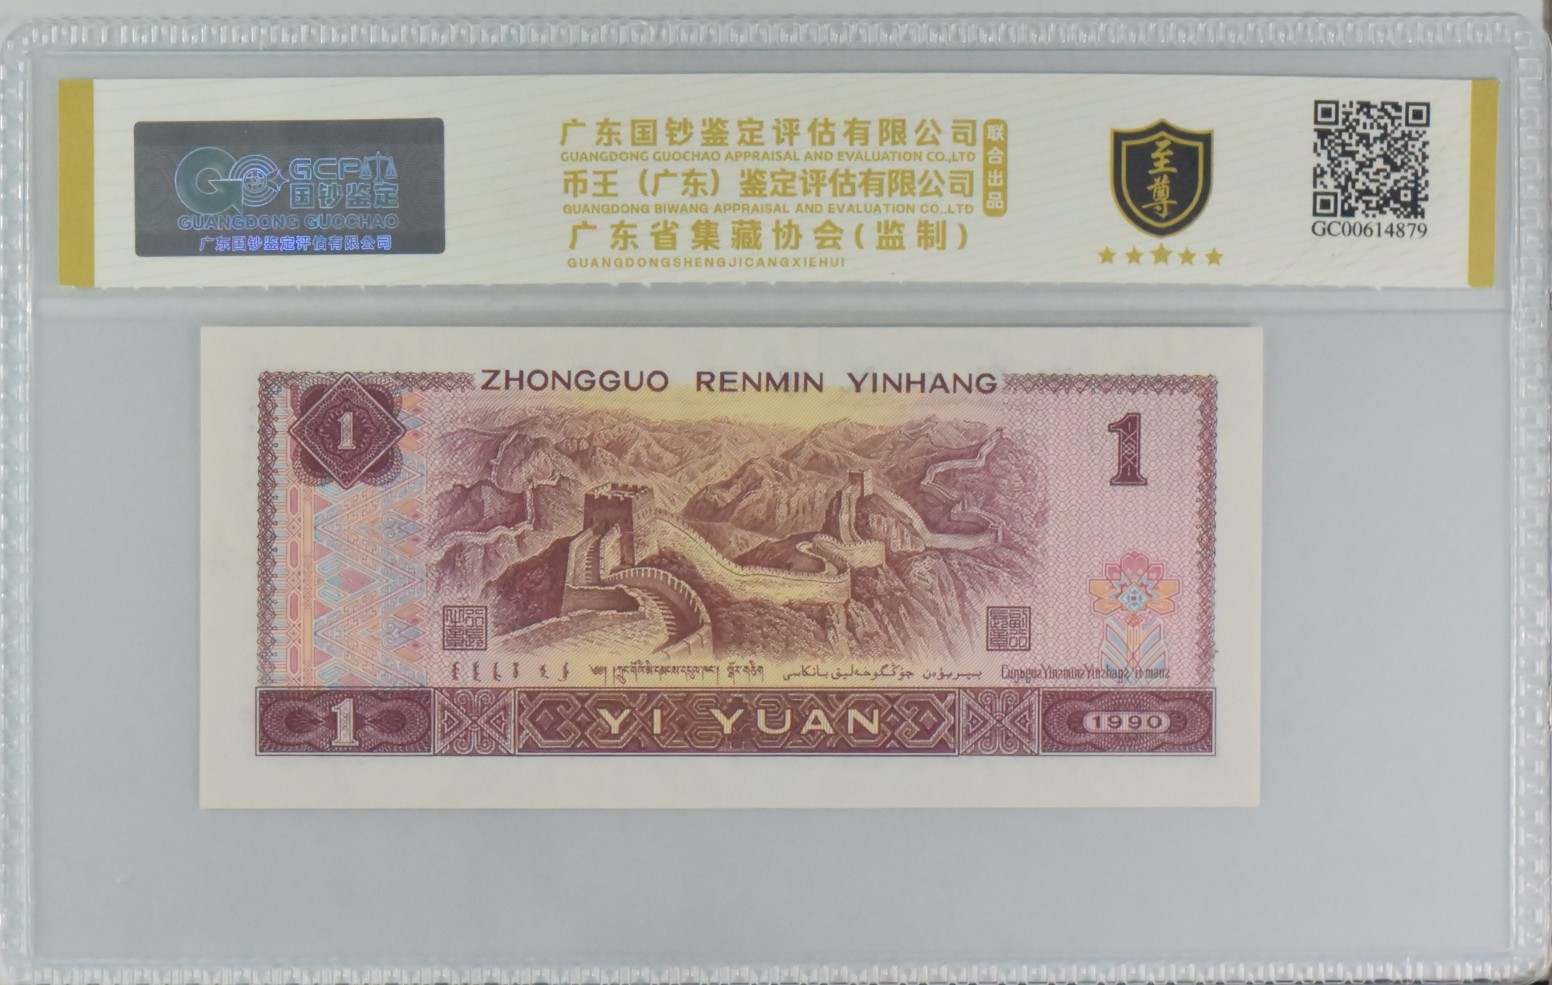 GCP
国钞鉴定
GUANGDONG GUOCHAO
广东国钞鉴定评估有限公司
广东国钞鉴定评估有限公司
GUANGDONG GUOCHAO APPRAISAL AND EVALUATION CO.,LTD
币王（广东）鉴定评估有限公司
GUANGDONG BIWANG APPRAISAL AND EVALUATION CO.,LTD
广东省集藏协会(监制)
GUANGDONGSHENGJICANGXIEHUI
联合出品
至尊
GC00614879
ZHONGGUO RENMIN YINHANG
1
1
1
YI YUAN
1990